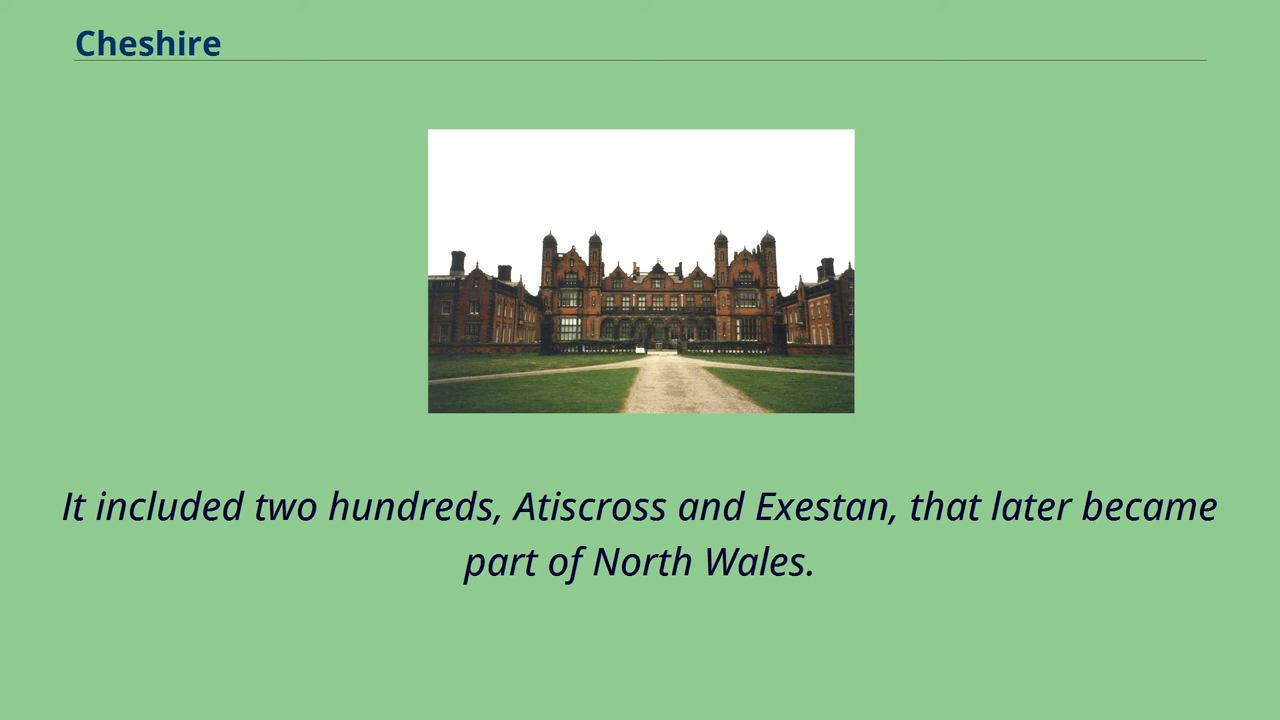 Cheshire
It included two hundreds, Atiscross and Exestan, that later became
part of North Wales.